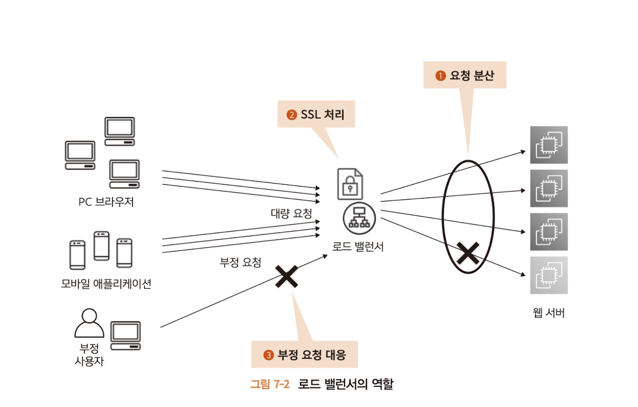 ❶ 요청 분산
❷ SSL 처리
PC 브라우저
대량 요청
로드 밸런서
부정 요청
모바일 애플리케이션
웹 서버
부정
사용자
❸ 부정 요청 대응
그림 7-2 로드 밸런서의 역할